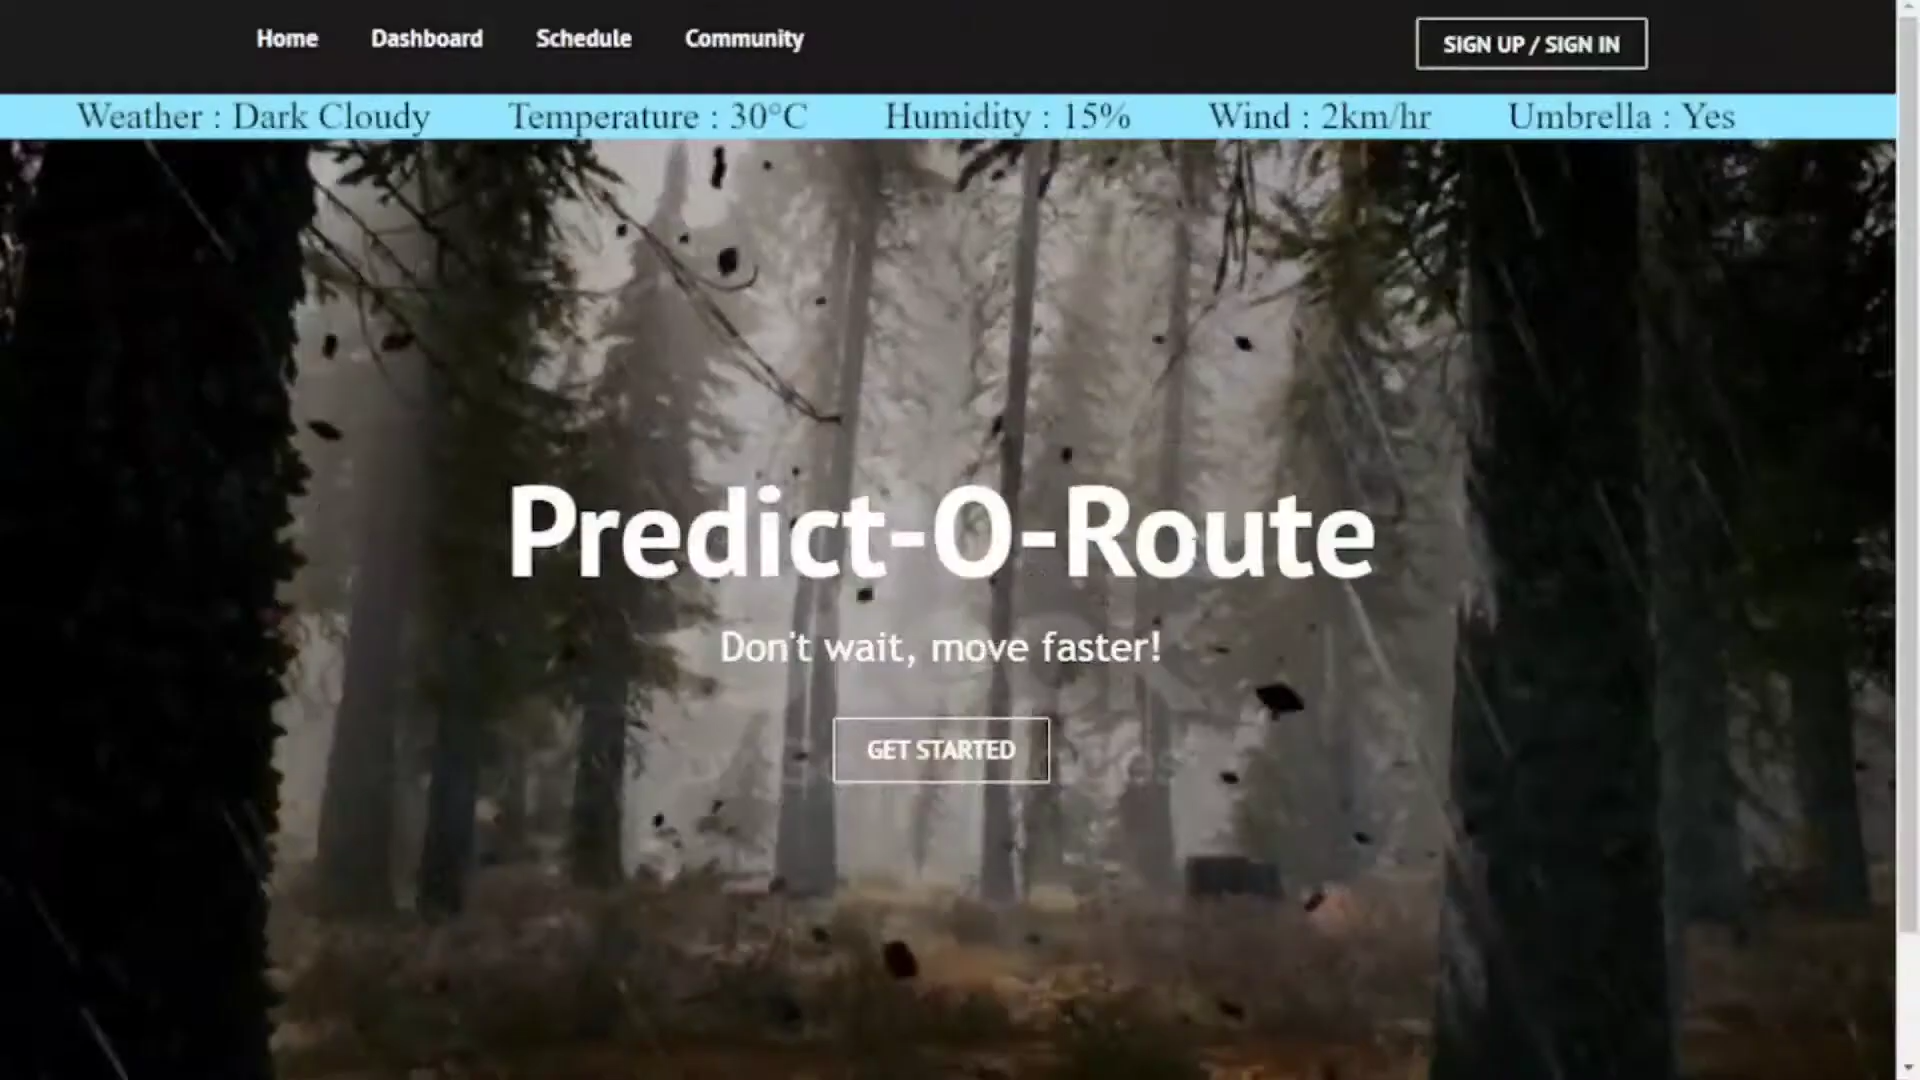 Home Dashboard Schedule Community SIGN UP / SIGN IN
Weather : Dark Cloudy Temperature : 30°C Humidity : 15% Wind : 2km/hr Umbrella : Yes
Predict-O-Route
Don't wait, move faster!
GET STARTED